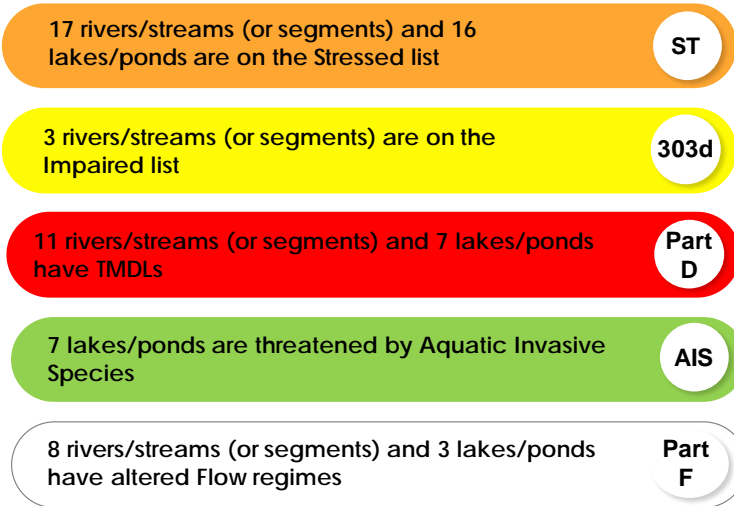 17 rivers/streams (or segments) and 16
lakes/ponds are on the Stressed list
ST
3 rivers/streams (or segments) are on the
Impaired list
303d
11 rivers/streams (or segments) and 7 lakes/ponds
have TMDLs
Part
D
7 lakes/ponds are threatened by Aquatic Invasive
Species
AIS
8 rivers/streams (or segments) and 3 lakes/ponds
have altered Flow regimes
Part
F